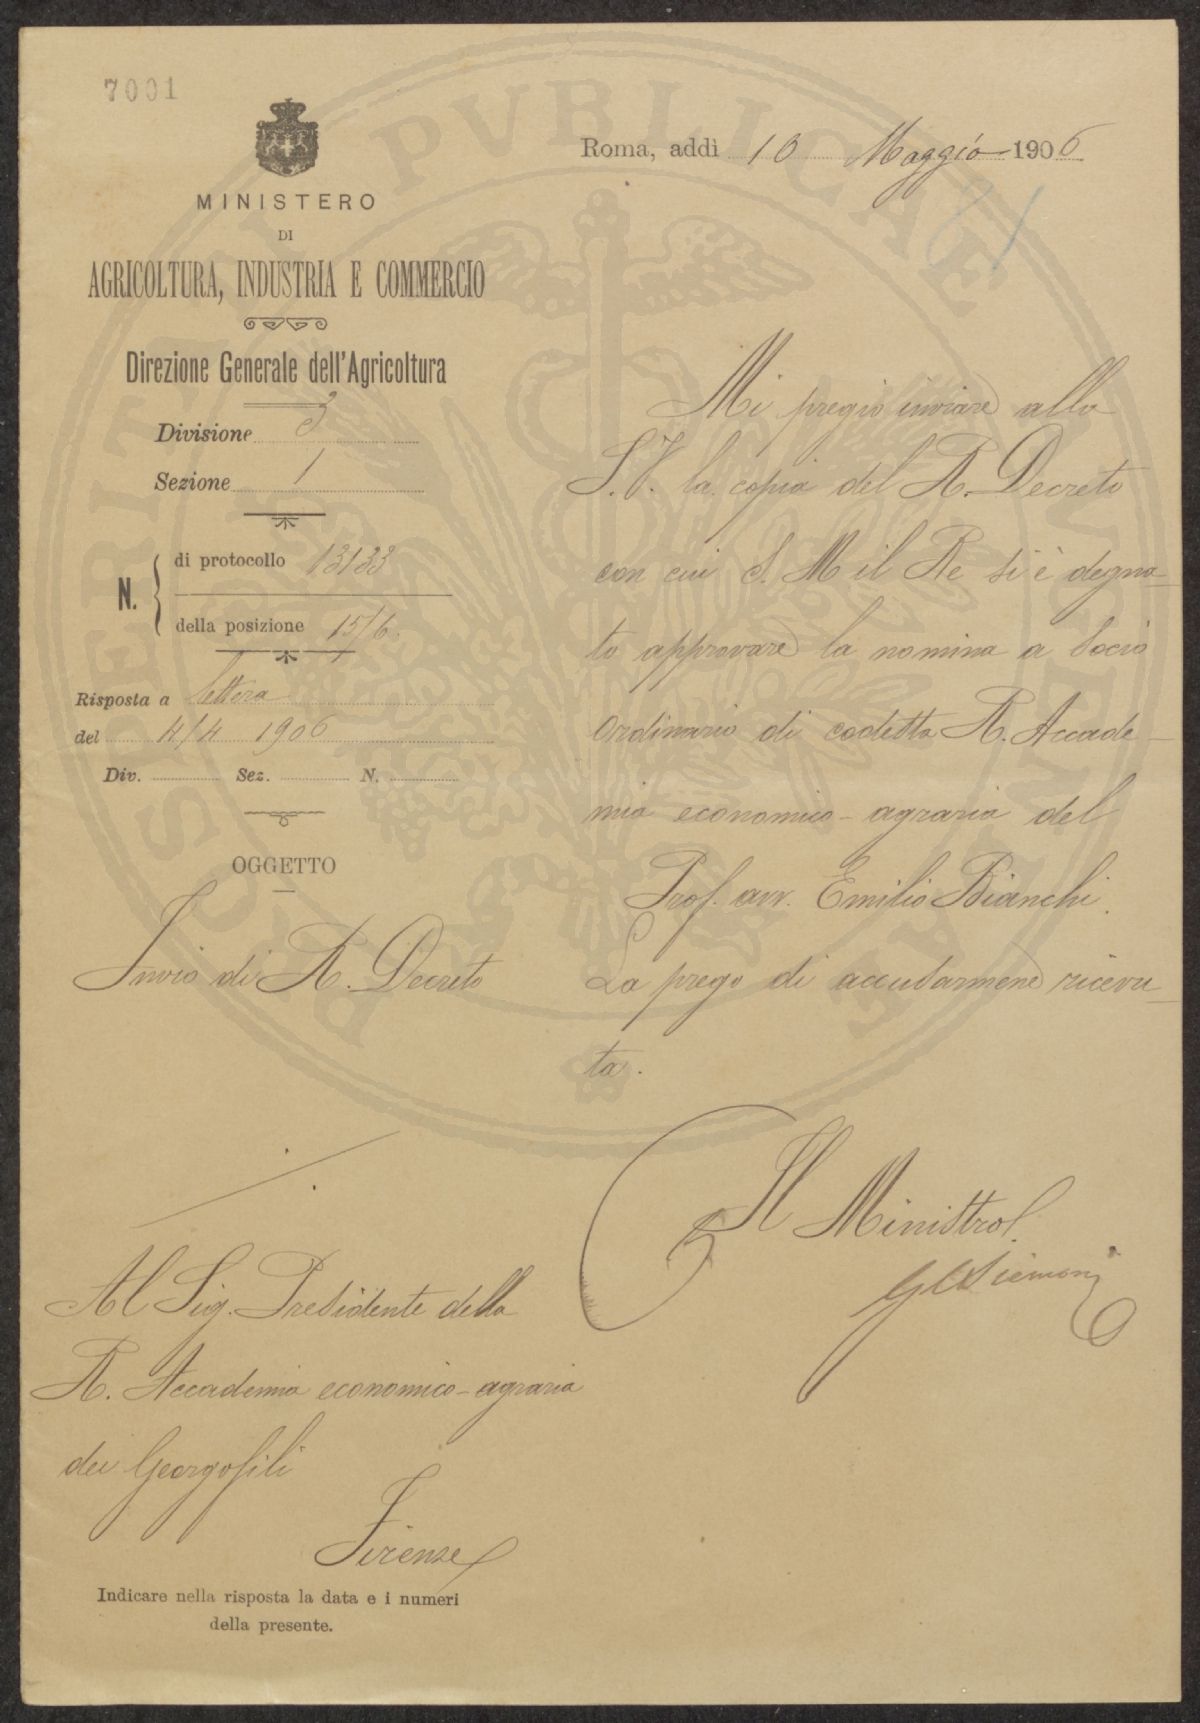 7001
MINISTERO
DI
AGRICOLTURA, INDUSTRIA E COMMERCIO
Direzione Generale dell'Agricoltura
Divisione 3
Sezione 1
N.
di protocollo 13133
della posizione 15/6.
Risposta a lettera
del 4/4 1906
Div. Sez. N.
OGGETTO
Invio di R. Decreto
Al Sig. Presidente della
R. Accademia economico-agraria
dei Georgofili
Firenze
Indicare nella risposta la data e i numeri
della presente.
Roma, addì 10 Maggio 1906
Mi pregio inviare alla
S.V. la copia del R. Decreto
con cui S. M il Re si è degna-
to approvare la nomina a Socio
ordinario di codesta R. Accade-
mia economico-agraria del
Prof. avv. Emilio Bianchi.
La prego di accusarmene ricevu-
ta.
Il Ministro
PVBLICAE